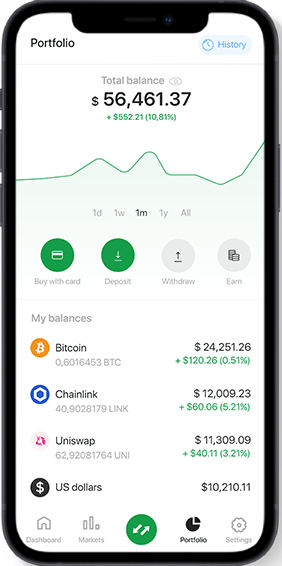 Portfolio
History
Total balance
$ 56,461.37
+ $552.21 (10,81%)
1d 1w 1m 1y All
Buy with card Deposit Withdraw Earn
My balances
Bitcoin $ 24,251.26
0,6016453 BTC + $120.26 (0.51%)
Chainlink $ 12,009.23
40,9028179 LINK + $60.06 (5.21%)
Uniswap $ 11,309.09
62,92081764 UNI + $40.11 (3.21%)
$ US dollars $10,210.11
Dashboard Markets Portfolio Settings